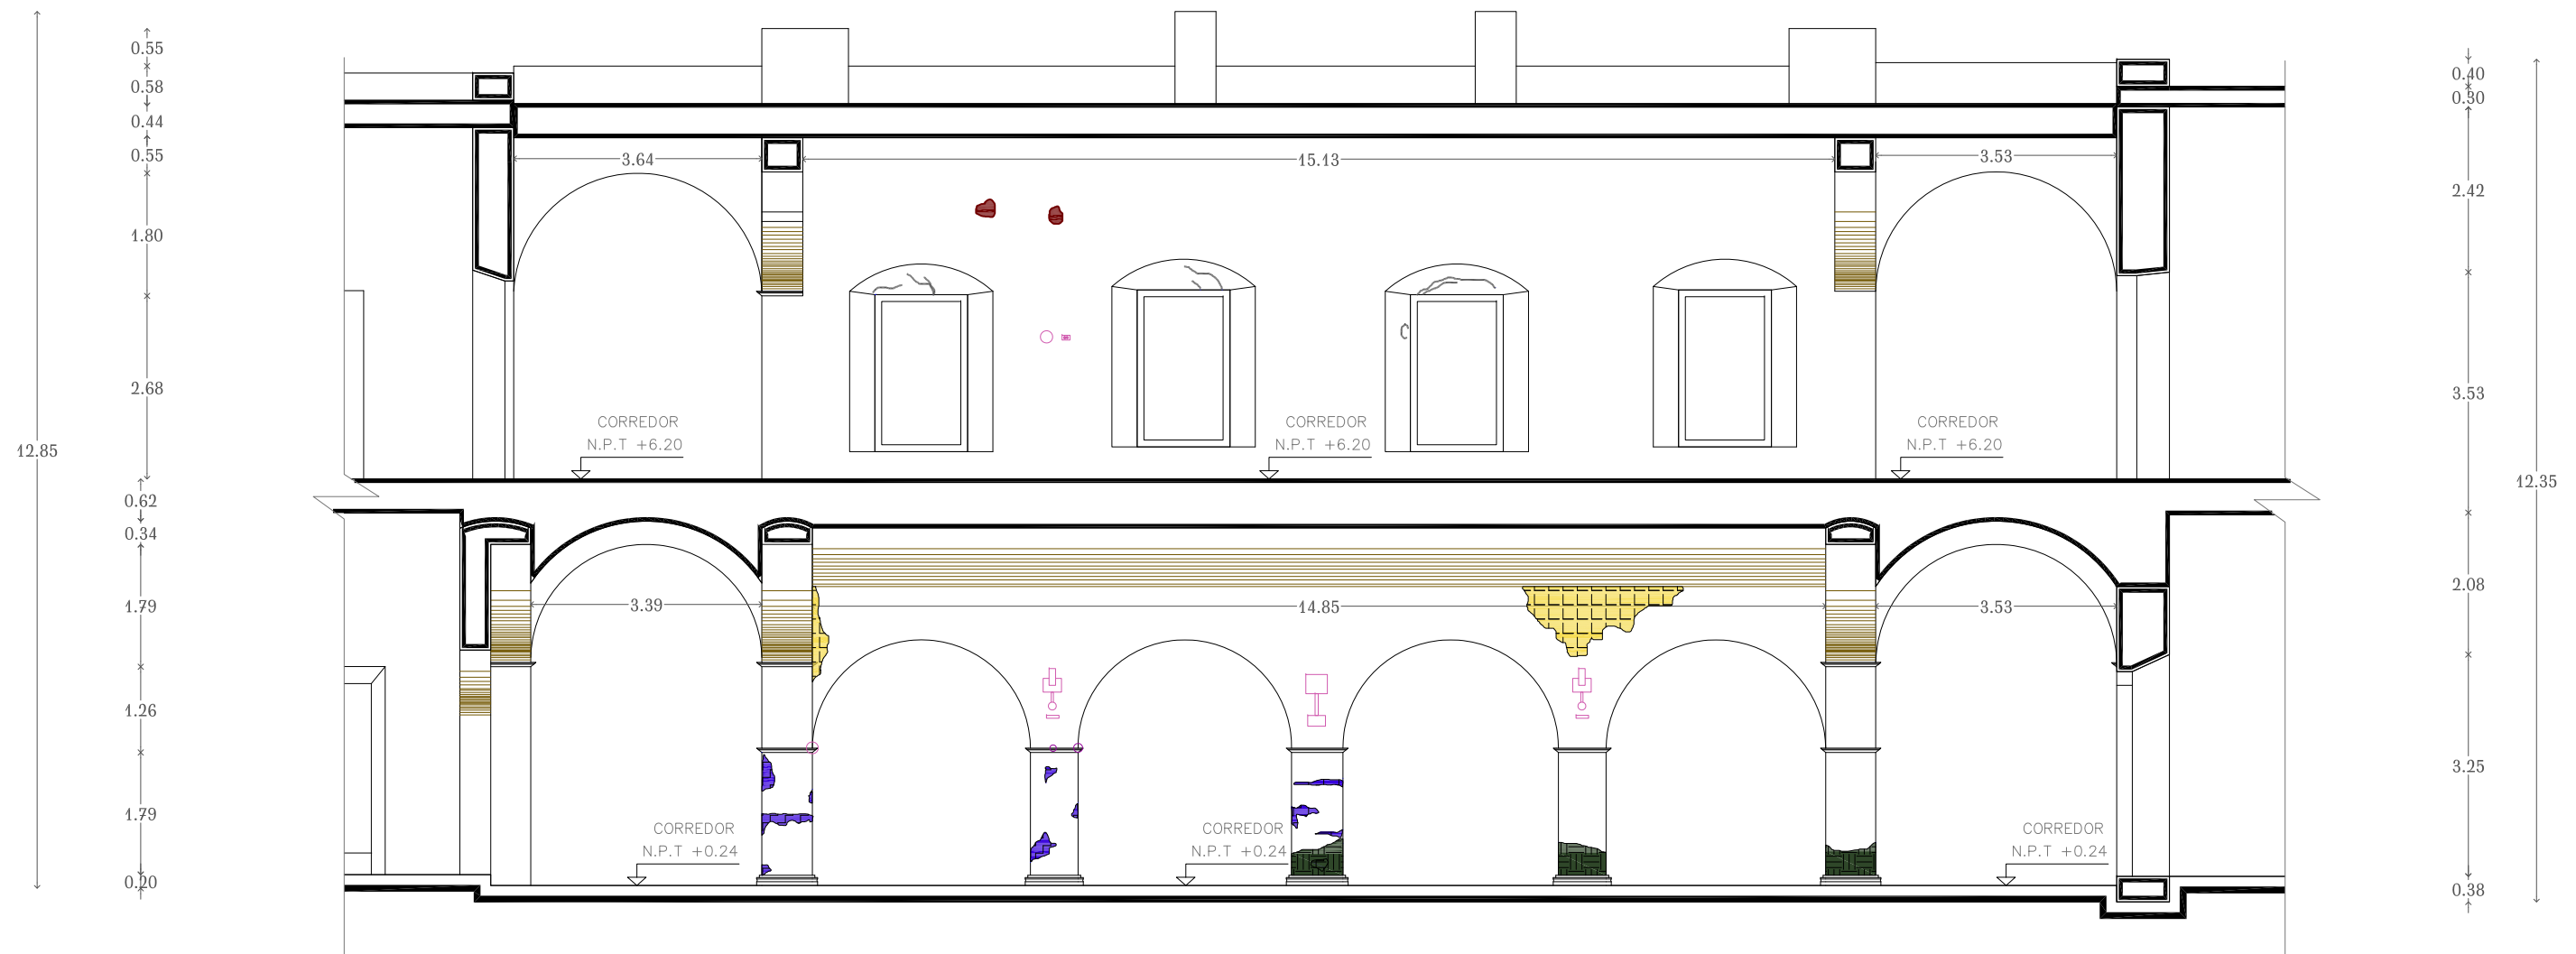 0.55
0.58
0.44
0.55
1.80
2.68
12.85
0.62
0.34
1.79
1.26
1.79
0.20
3.64
15.13
3.53
CORREDOR
N.P.T +6.20
CORREDOR
N.P.T +6.20
CORREDOR
N.P.T +6.20
3.39
14.85
3.53
CORREDOR
N.P.T +0.24
CORREDOR
N.P.T +0.24
CORREDOR
N.P.T +0.24
0.40
0.30
2.42
3.53
12.35
2.08
3.25
0.38